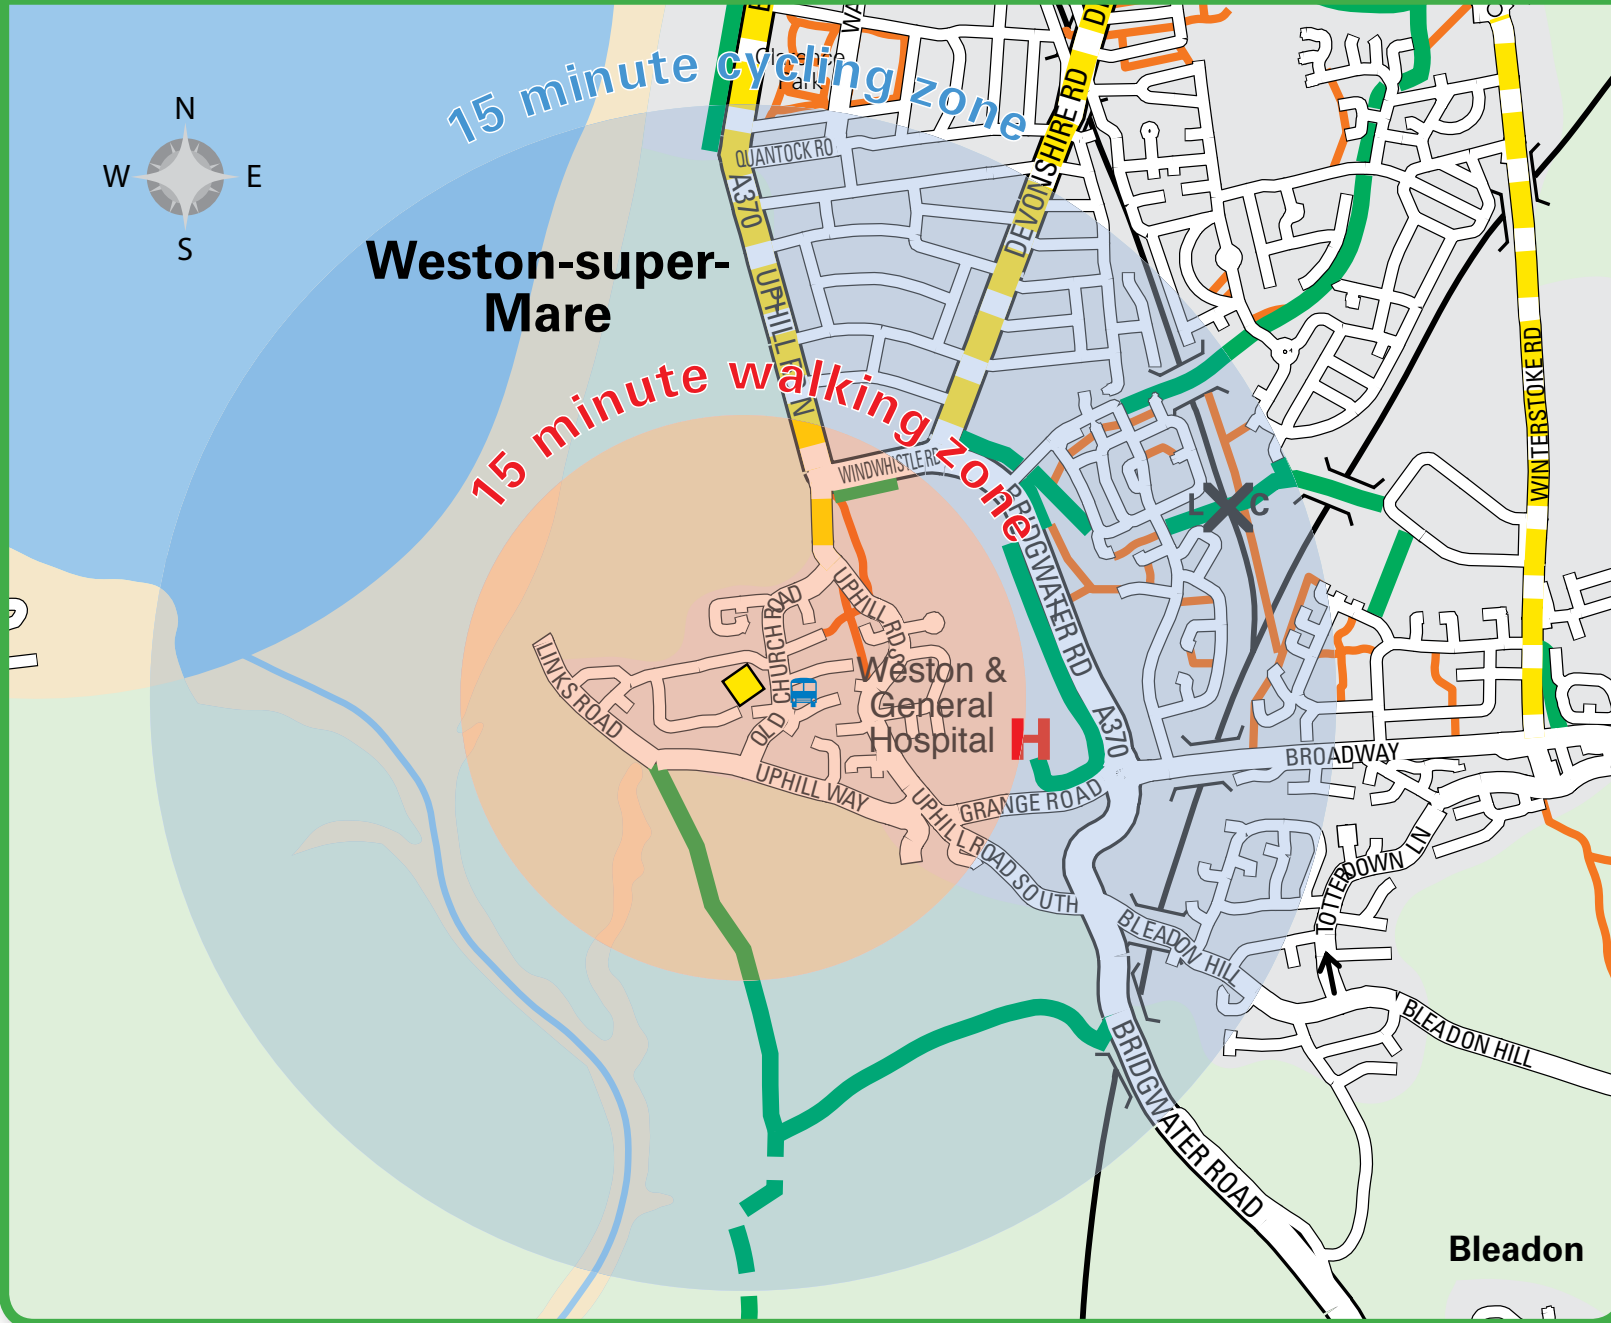 15 minute cycling zone
Clarence
Park
N
W
E
S
QUANTOCK RD
A370
DEVONSHIRE RD
Weston-super-
Mare
UPHILL RD N
15 minute walking zone
WINTERSTOKE RD
WINDWHISTLE RD
BRIDGWATER RD
L C
UPHILL RD S
OLD CHURCH ROAD
LINKS ROAD
Weston &
General
Hospital
H
A370
BROADWAY
UPHILL WAY
GRANGE ROAD
UPHILL ROAD SOUTH
TOTTERDOWN LN
BLEADON HILL
BLEADON HILL
BRIDGWATER ROAD
Bleadon